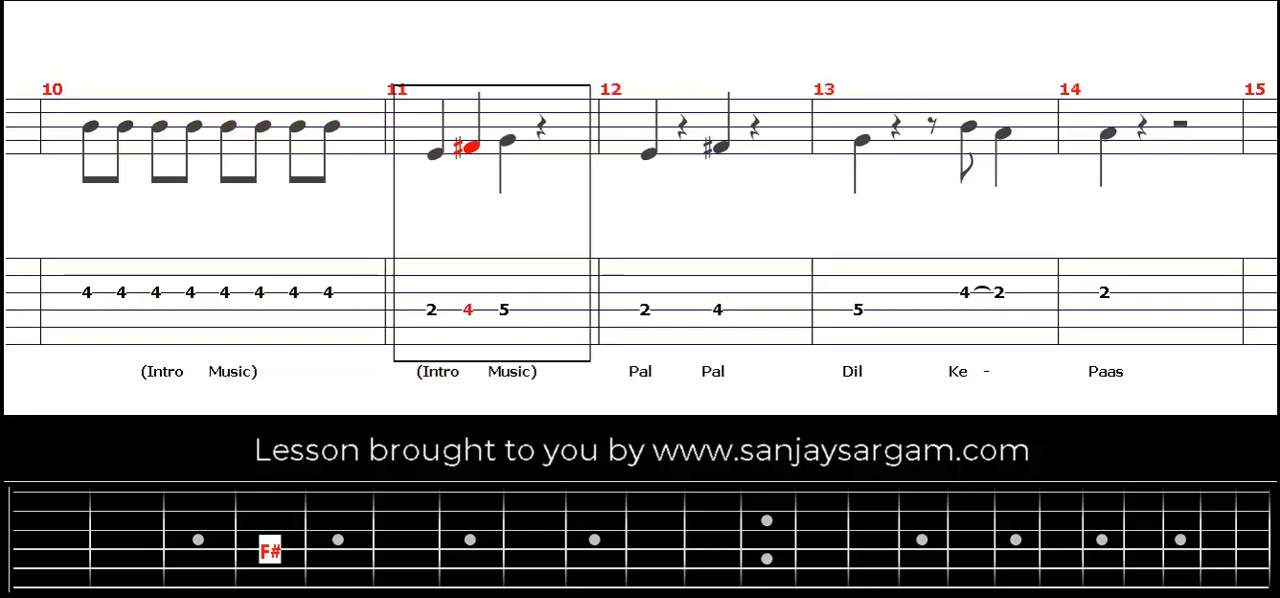 10 11 12 13 14 15
4 4 4 4 4 4 4 4 4 2
2 4 5 2 4 5 2
(Intro Music) (Intro Music) Pal Pal Dil Ke - Paas
Lesson brought to you by www.sanjaysargam.com
F#